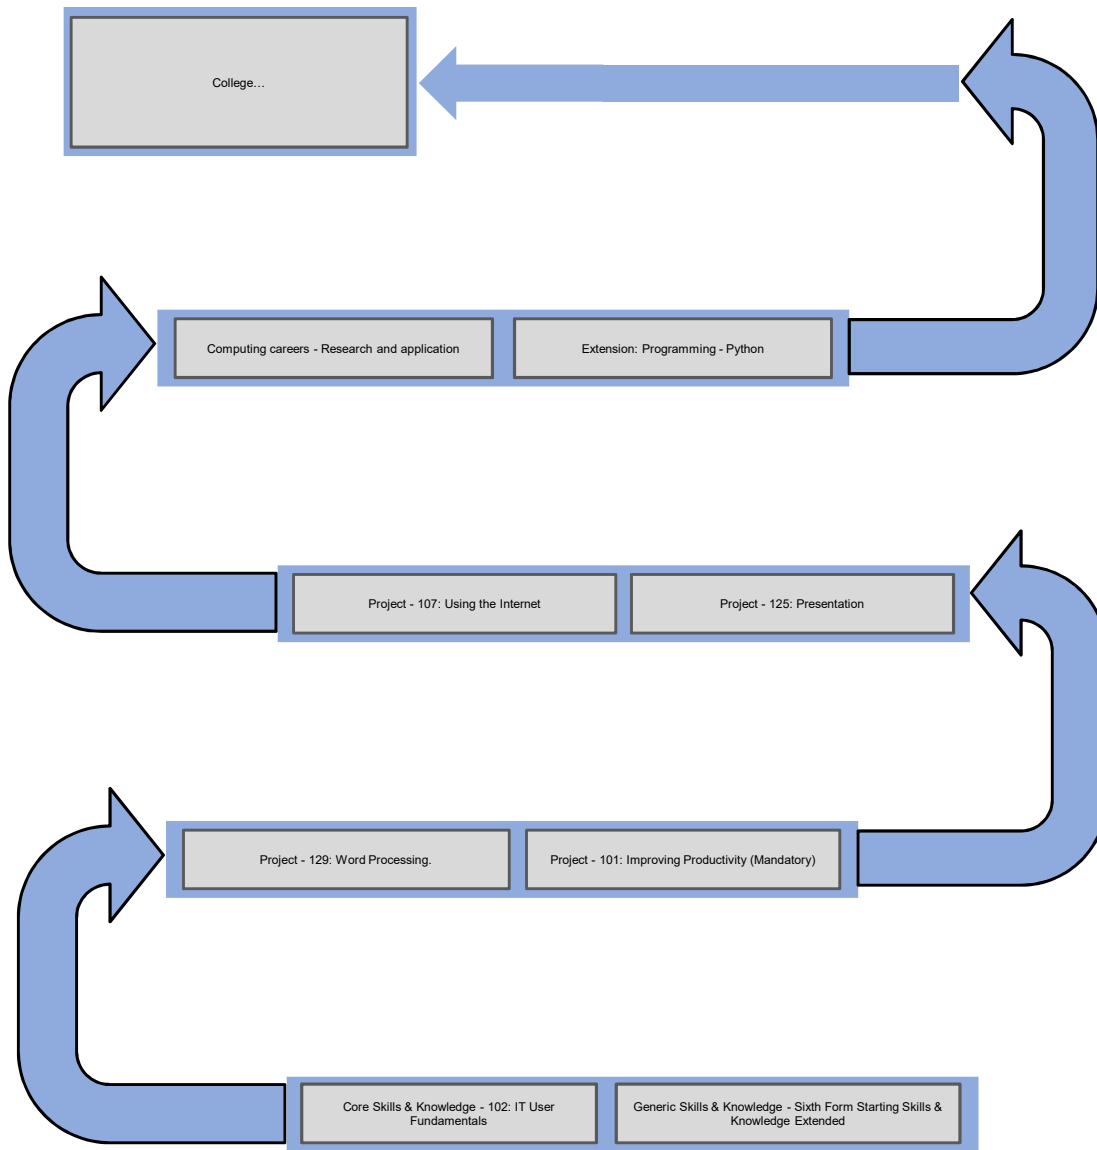 College…
Computing careers - Research and application
Extension: Programming - Python
Project - 107: Using the Internet
Project - 125: Presentation
Project - 129: Word Processing.
Project - 101: Improving Productivity (Mandatory)
Core Skills & Knowledge - 102: IT User
Fundamentals
Generic Skills & Knowledge - Sixth Form Starting Skills &
Knowledge Extended